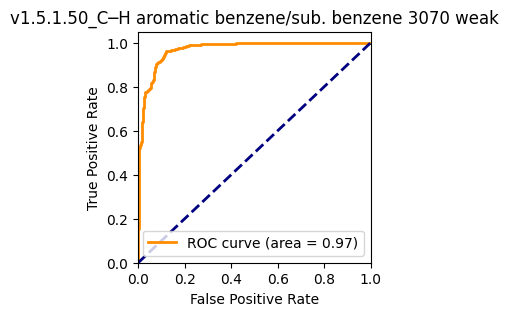 v1.5.1.50_C─H aromatic benzene/sub. benzene 3070 weak
1.0
0.8
0.6
0.4
0.2
0.0
True Positive Rate
ROC curve (area = 0.97)
0.0 0.2 0.4 0.6 0.8 1.0
False Positive Rate